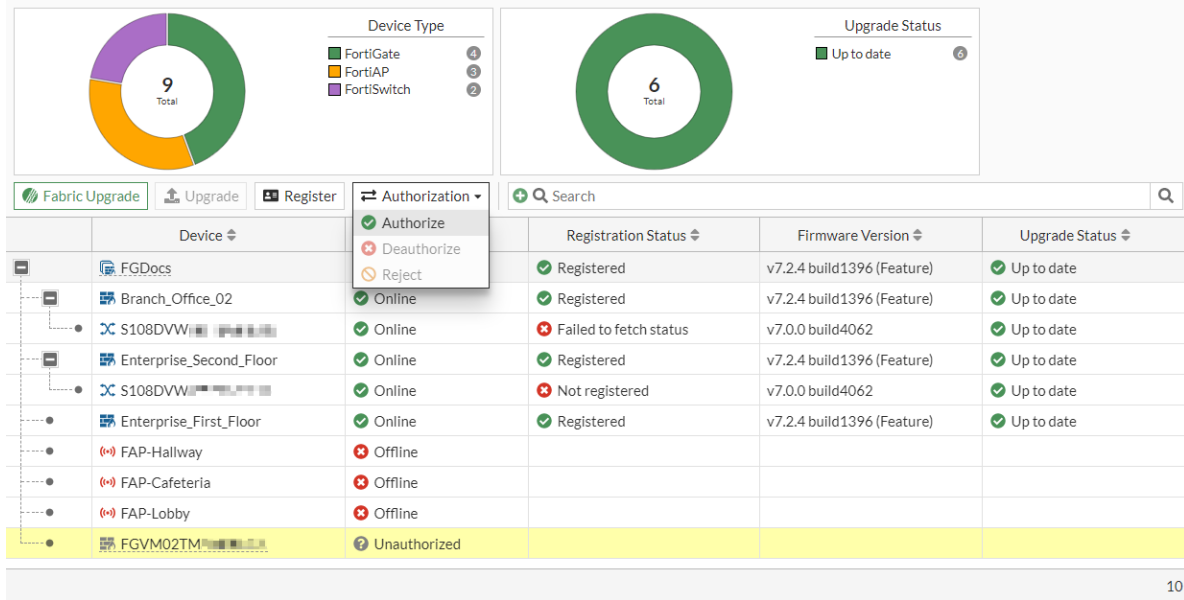 Device Type
FortiGate 4
FortiAP 3
FortiSwitch 2
9
Total
Upgrade Status
Up to date 6
6
Total
Fabric Upgrade Upgrade Register Authorization Search
Authorize
Deauthorize
Reject
Device Registration Status Firmware Version Upgrade Status
FGDocs Registered v7.2.4 build1396 (Feature) Up to date
Branch_Office_02 Online Registered v7.2.4 build1396 (Feature) Up to date
S108DVW Online Failed to fetch status v7.0.0 build4062 Up to date
Enterprise_Second_Floor Online Registered v7.2.4 build1396 (Feature) Up to date
S108DVW Online Not registered v7.0.0 build4062 Up to date
Enterprise_First_Floor Online Registered v7.2.4 build1396 (Feature) Up to date
FAP-Hallway Offline
FAP-Cafeteria Offline
FAP-Lobby Offline
FGVM02TM Unauthorized
10